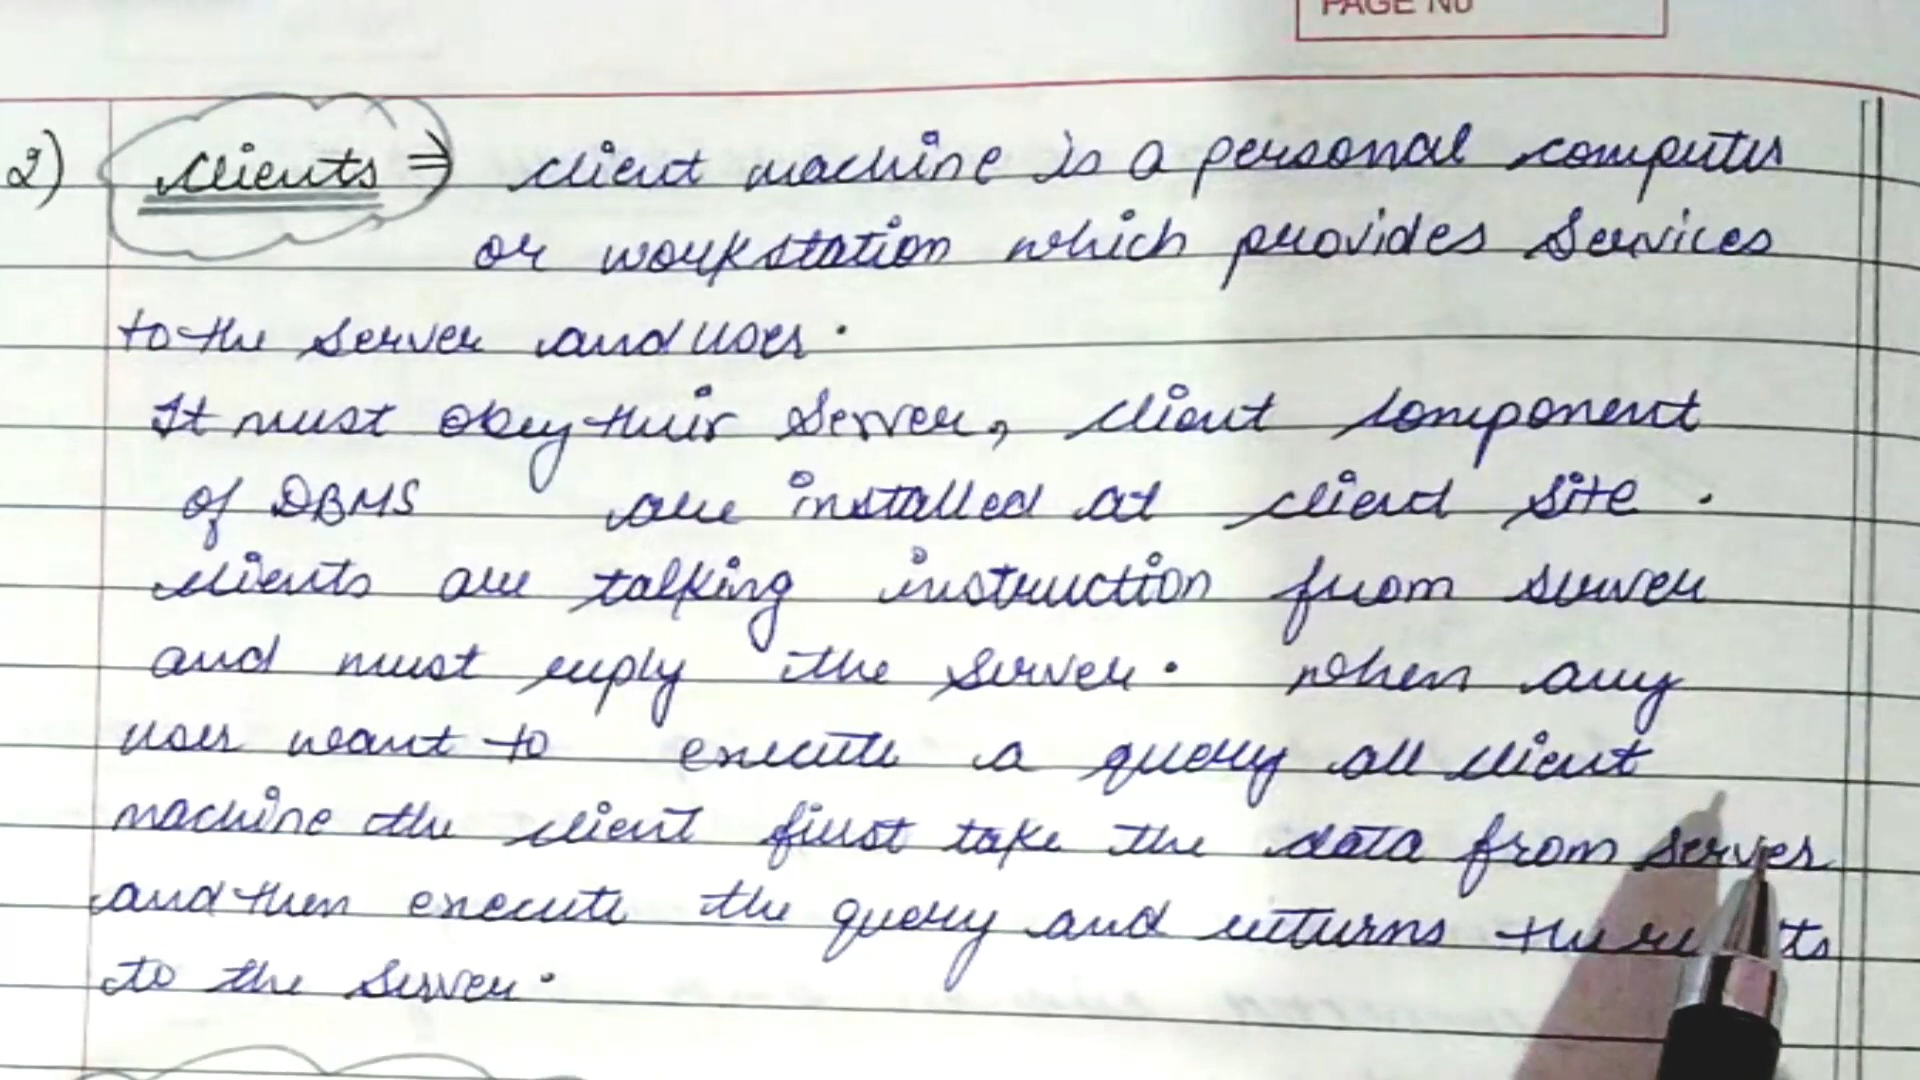 PAGE No
2) Clients ⇒ Client machine is a personal computer
or workstation which provides Services
to the Server and user.
It must obey their Server, Client Component
of DBMS are installed at client site.
Clients are talking instruction from server
and must reply the server. When any
user want to execute a query all client
machine the client first take the data from server
and then execute the query and returns the
to the server.